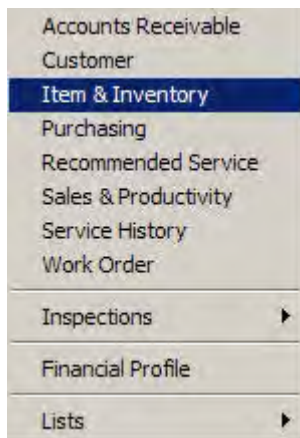 Accounts Receivable
Customer
Item & Inventory
Purchasing
Recommended Service
Sales & Productivity
Service History
Work Order
Inspections
Financial Profile
Lists